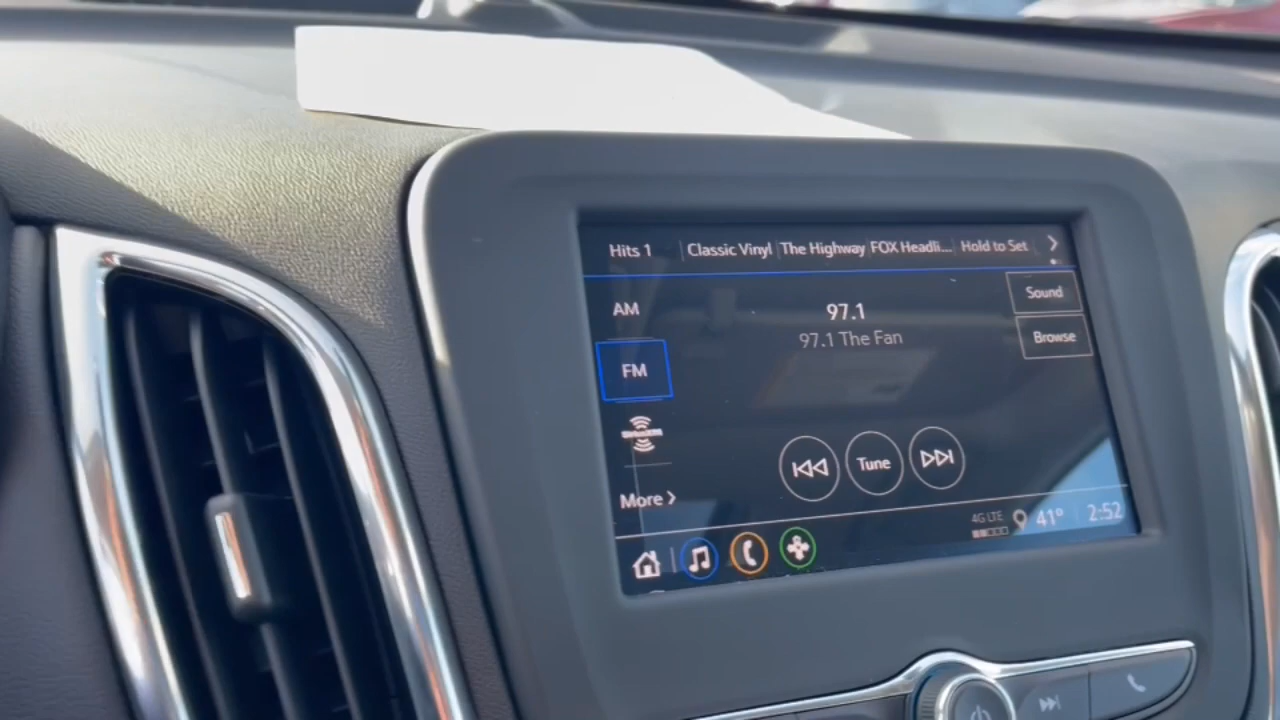 Hits 1
Classic Vinyl
The Highway
FOX Headli...
Hold to Set
AM
97.1
Sound
97.1 The Fan
Browse
FM
Tune
More
4G LTE
41°
2:52